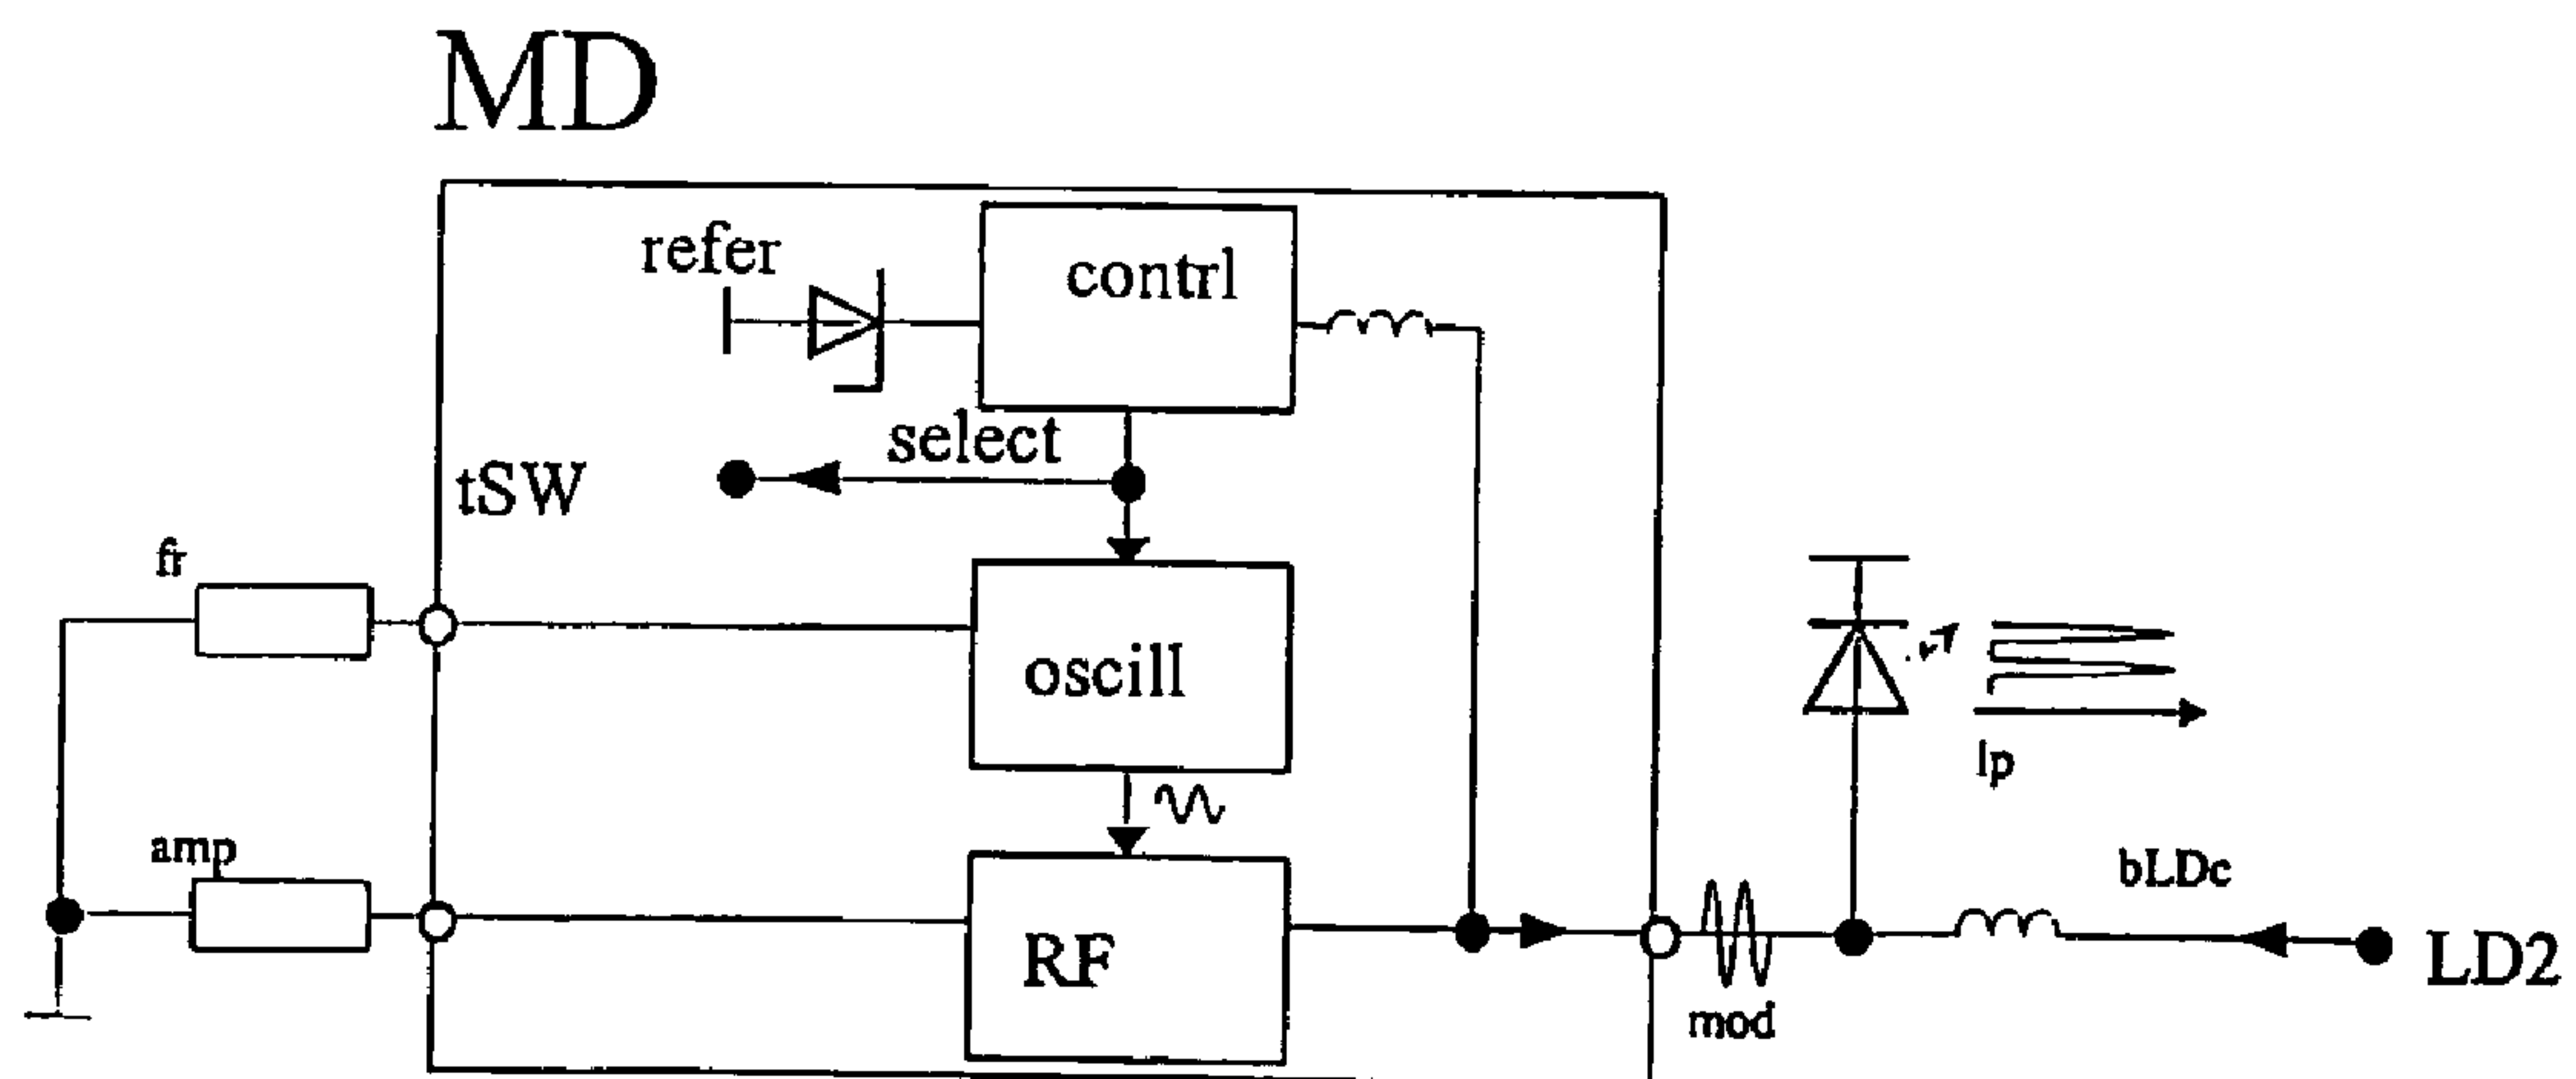 MD
refer
contrl
select
tSW
fr
oscill
lp
amp
bLDc
RF
LD2
mod